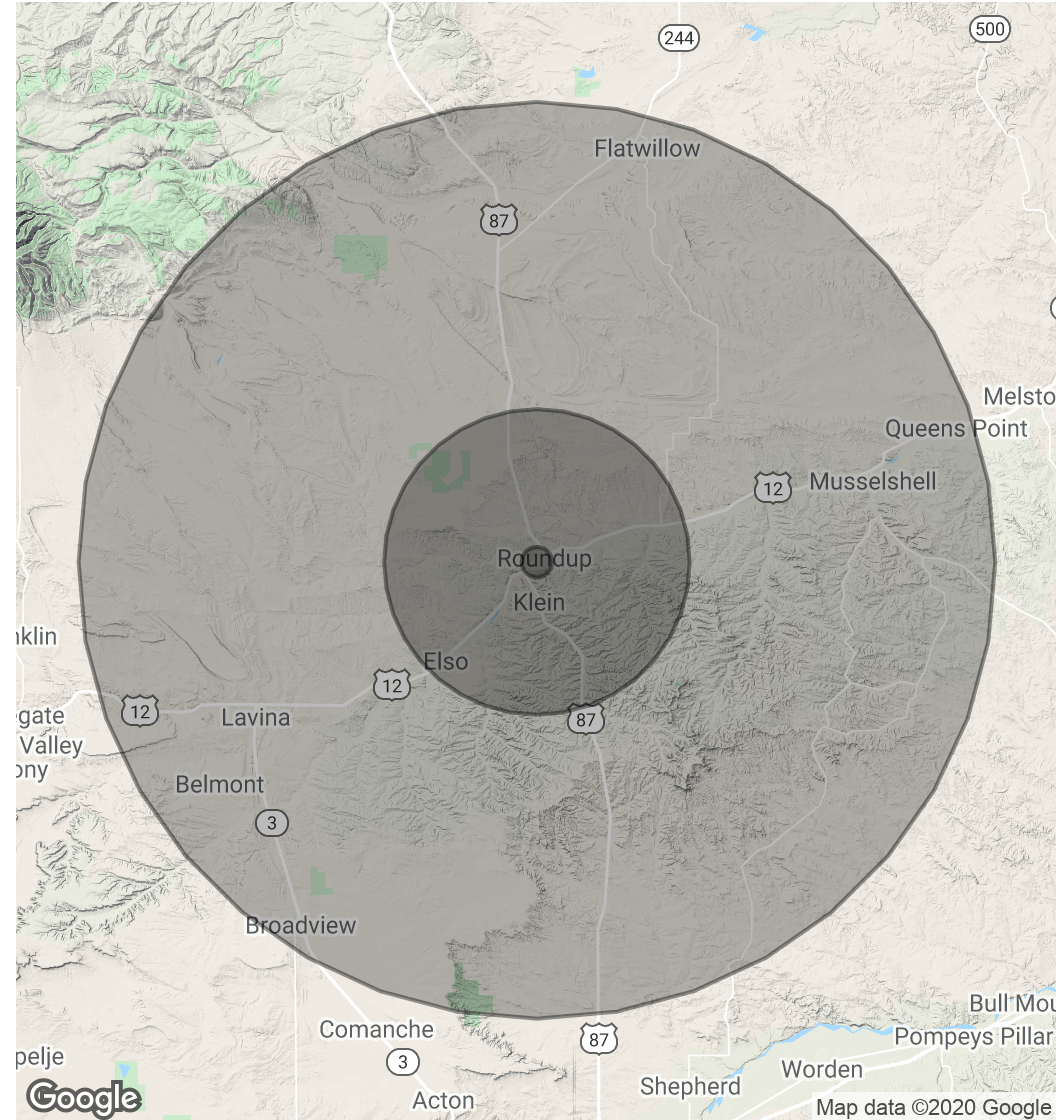 244
500
Flatwillow
87
Melsto
Queens Point
12
Musselshell
Roundup
Klein
nklin
Elso
12
12
egate
Valley
ony
Lavina
87
Belmont
3
Broadview
Bull Mou
Comanche
87
Pompeys Pillar
pelje
3
Worden
Shepherd
Google
Acton
Map data ©2020 Google